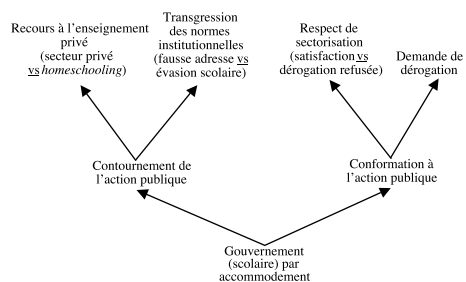 Recours à l'enseignement
privé
(secteur privé
vs homeschooling)
Transgression
des normes
institutionnelles
(fausse adresse vs
évasion scolaire)
Respect de
sectorisation
(satisfaction vs
dérogation refusée)
Demande de
dérogation
Contournement de
l'action publique
Conformation à
l'action publique
Gouvernement
(scolaire) par
accommodement